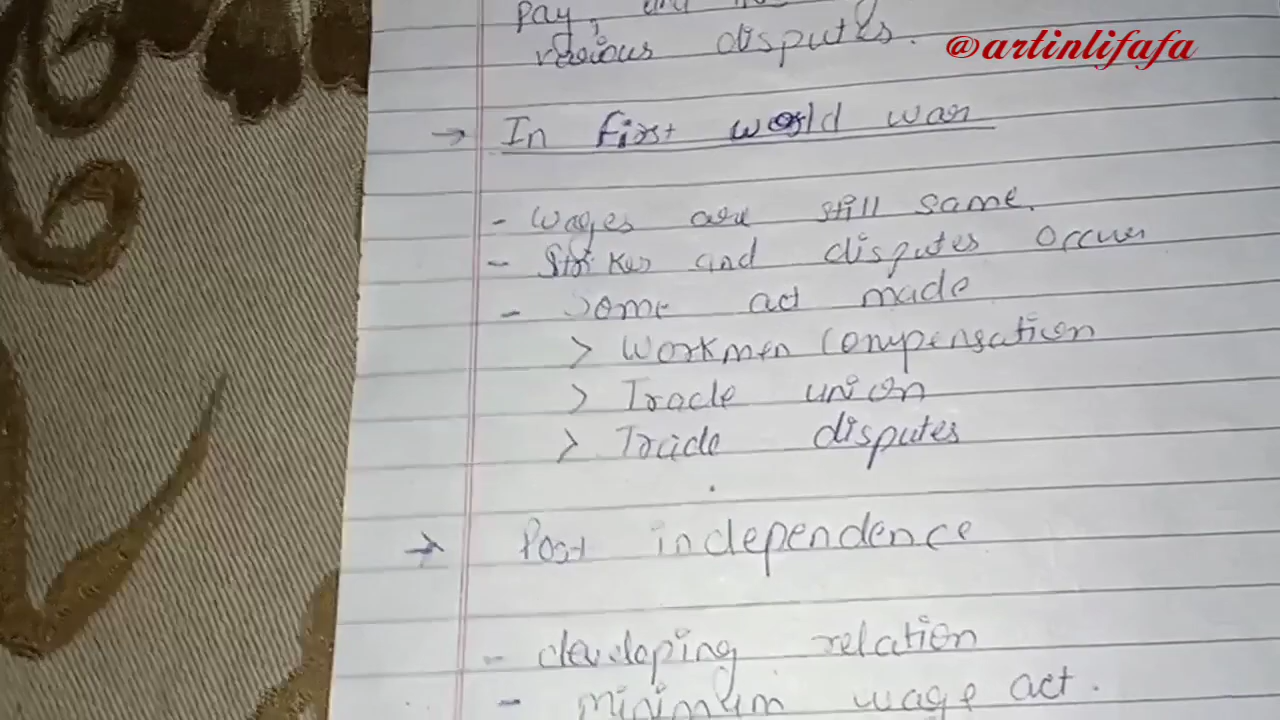 pay, and
various disputes.
@artinlifafa
→ In first world war
- wages are still same.
- Strikes and disputes occur
- Some act made
> Workmen Compensation
> Trade union
> Trade disputes
→ Post independence
- developing relation
- minimum wage act.